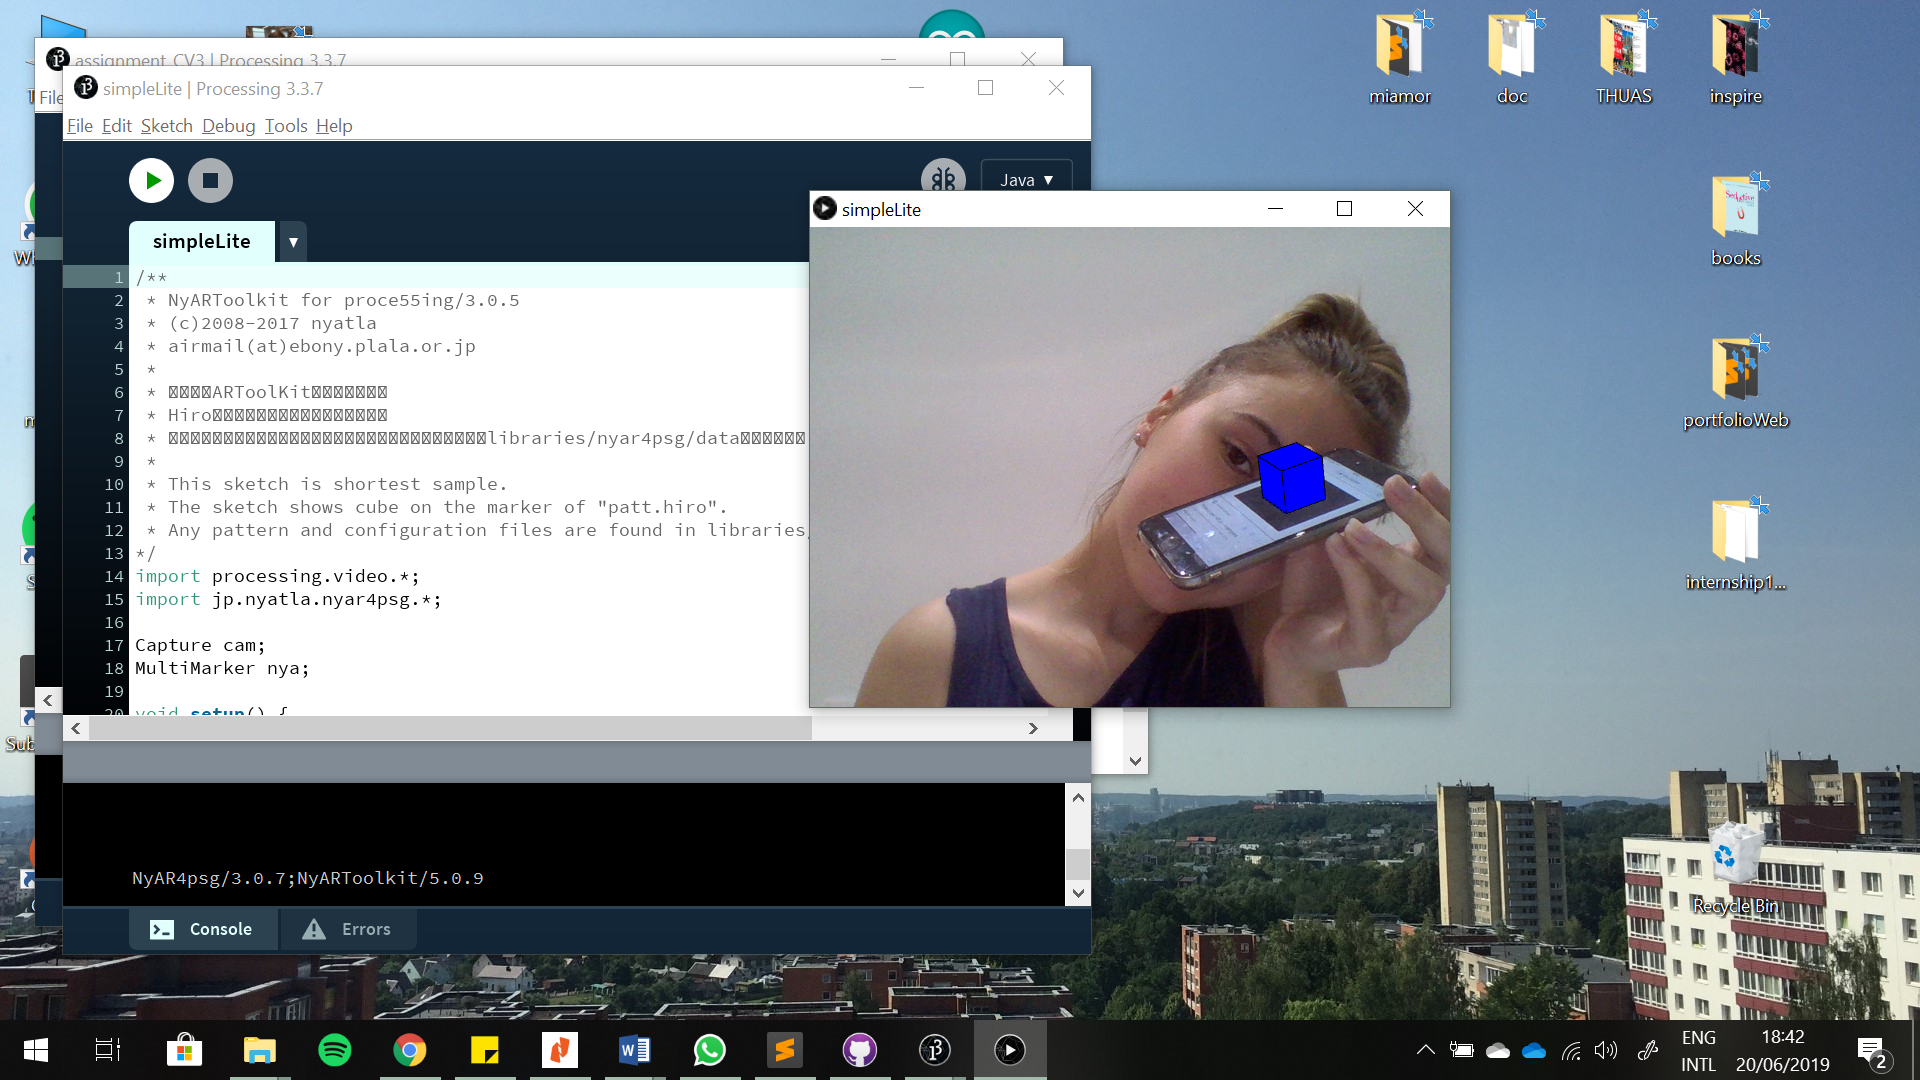 assignment_CV3 | Processing 3.3.7
File
simpleLite | Processing 3.3.7
File Edit Sketch Debug Tools Help
Java
simpleLite
1 /**
2 * NyARToolkit for proce55ing/3.0.5
3 * (c)2008-2017 nyatla
4 * airmail(at)ebony.plala.or.jp
5 *
6 * ARToolKit
7 * Hiro
8 * libraries/nyar4psg/data
9 *
10 * This sketch is shortest sample.
11 * The sketch shows cube on the marker of "patt.hiro".
12 * Any pattern and configuration files are found in libraries
13 */
14 import processing.video.*;
15 import jp.nyatla.nyar4psg.*;
16
17 Capture cam;
18 MultiMarker nya;
19
20 void setup() {
NyAR4psg/3.0.7;NyARToolkit/5.0.9
Console
Errors
simpleLite
miamor
doc
THUAS
inspire
books
portfolioWeb
internship1...
Recycle Bin
Sub
ENG
INTL
18:42
20/06/2019
2